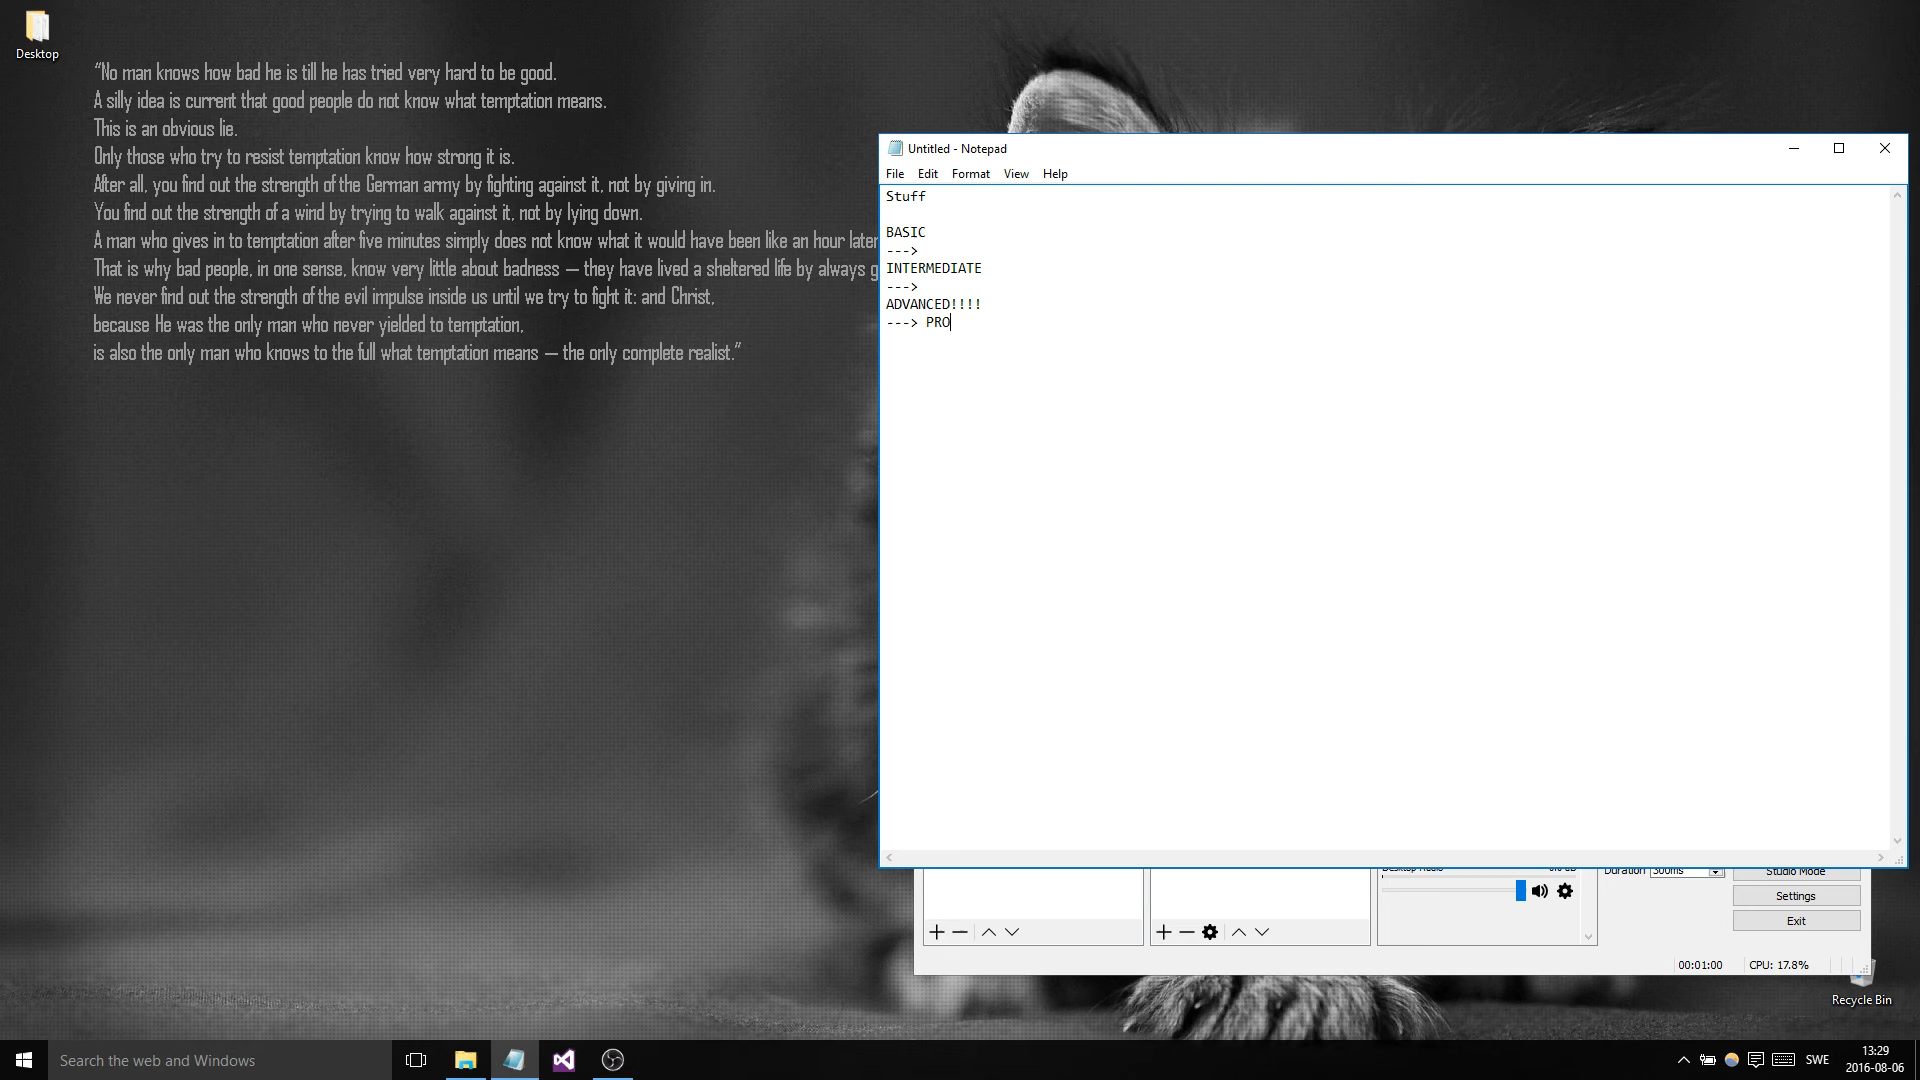 Desktop
“No man knows how bad he is till he has tried very hard to be good.
A silly idea is current that good people do not know what temptation means.
This is an obvious lie.
Only those who try to resist temptation know how strong it is.
After all, you find out the strength of the German army by fighting against it, not by giving in.
You find out the strength of a wind by trying to walk against it, not by lying down.
A man who gives in to temptation after five minutes simply does not know what it would have been like an hour later
That is why bad people, in one sense, know very little about badness — they have lived a sheltered life by always g
We never find out the strength of the evil impulse inside us until we try to fight it: and Christ,
because He was the only man who never yielded to temptation,
is also the only man who knows to the full what temptation means — the only complete realist.”
Untitled - Notepad
File Edit Format View Help
Stuff
BASIC
--->
INTERMEDIATE
--->
ADVANCED!!!!
---> PRO
Desktop Audio 0.0 dB
Duration 300ms
Studio Mode
Settings
Exit
00:01:00 CPU: 17.8%
Recycle Bin
Search the web and Windows
SWE
13:29
2016-08-06